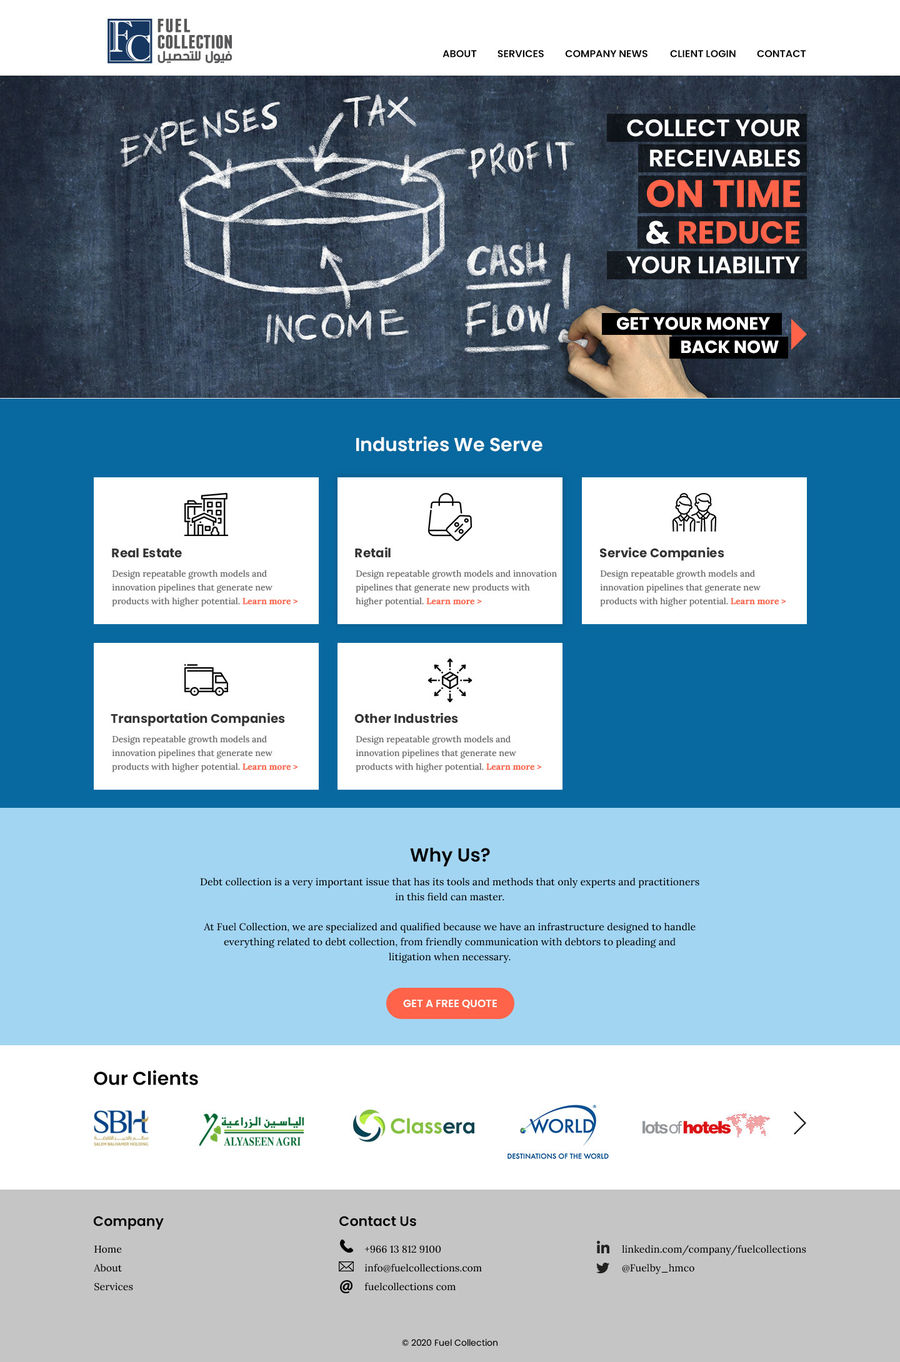 FC
FUEL
COLLECTION
فيول للتحصيل
ABOUT SERVICES COMPANY NEWS CLIENT LOGIN CONTACT
EXPENSES
TAX
PROFIT
INCOME
CASH
FLOW
COLLECT YOUR
RECEIVABLES
ON TIME
& REDUCE
YOUR LIABILITY
GET YOUR MONEY
BACK NOW
Industries We Serve
Real Estate
Design repeatable growth models and
innovation pipelines that generate new
products with higher potential. Learn more >
Retail
Design repeatable growth models and innovation
pipelines that generate new products with
higher potential. Learn more >
Service Companies
Design repeatable growth models and
innovation pipelines that generate new
products with higher potential. Learn more >
Transportation Companies
Design repeatable growth models and
innovation pipelines that generate new
products with higher potential. Learn more >
Other Industries
Design repeatable growth models and
innovation pipelines that generate new
products with higher potential. Learn more >
Why Us?
Debt collection is a very important issue that has its tools and methods that only experts and practitioners
in this field can master.
At Fuel Collection, we are specialized and qualified because we have an infrastructure designed to handle
everything related to debt collection, from friendly communication with debtors to pleading and
litigation when necessary.
GET A FREE QUOTE
Our Clients
SBH
SALEM BALHAMER HOLDING
الياسين الزراعية
ALYASEEN AGRI
Classera
WORLD
DESTINATIONS OF THE WORLD
lotsofhotels
Company
Home
About
Services
Contact Us
+966 13 812 9100
info@fuelcollections.com
fuelcollections com
linkedin.com/company/fuelcollections
@Fuelby_hmco
© 2020 Fuel Collection